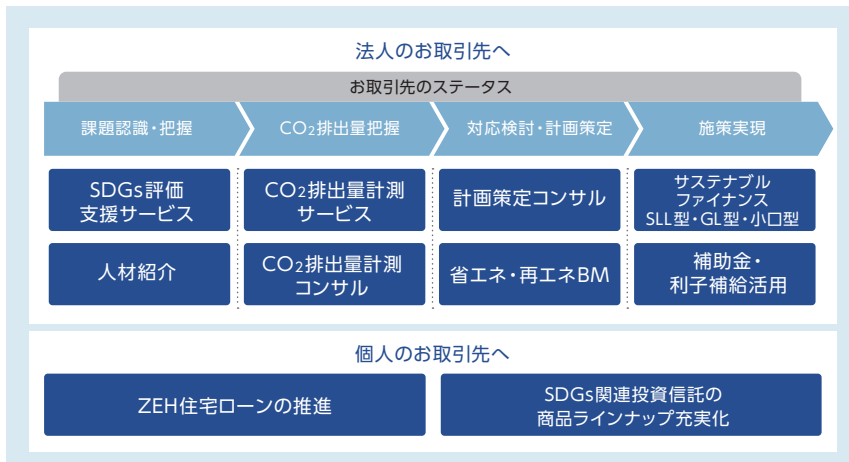 法人のお取引先へ
お取引先のステータス
課題認識・把握
CO₂排出量把握
対応検討・計画策定
施策実現
SDGs評価
支援サービス
CO₂排出量計測
サービス
計画策定コンサル
サステナブル
ファイナンス
SLL型・GL型・小口型
人材紹介
CO₂排出量計測
コンサル
省エネ・再エネBM
補助金・
利子補給活用
個人のお取引先へ
ZEH住宅ローンの推進
SDGs関連投資信託の
商品ラインナップ充実化